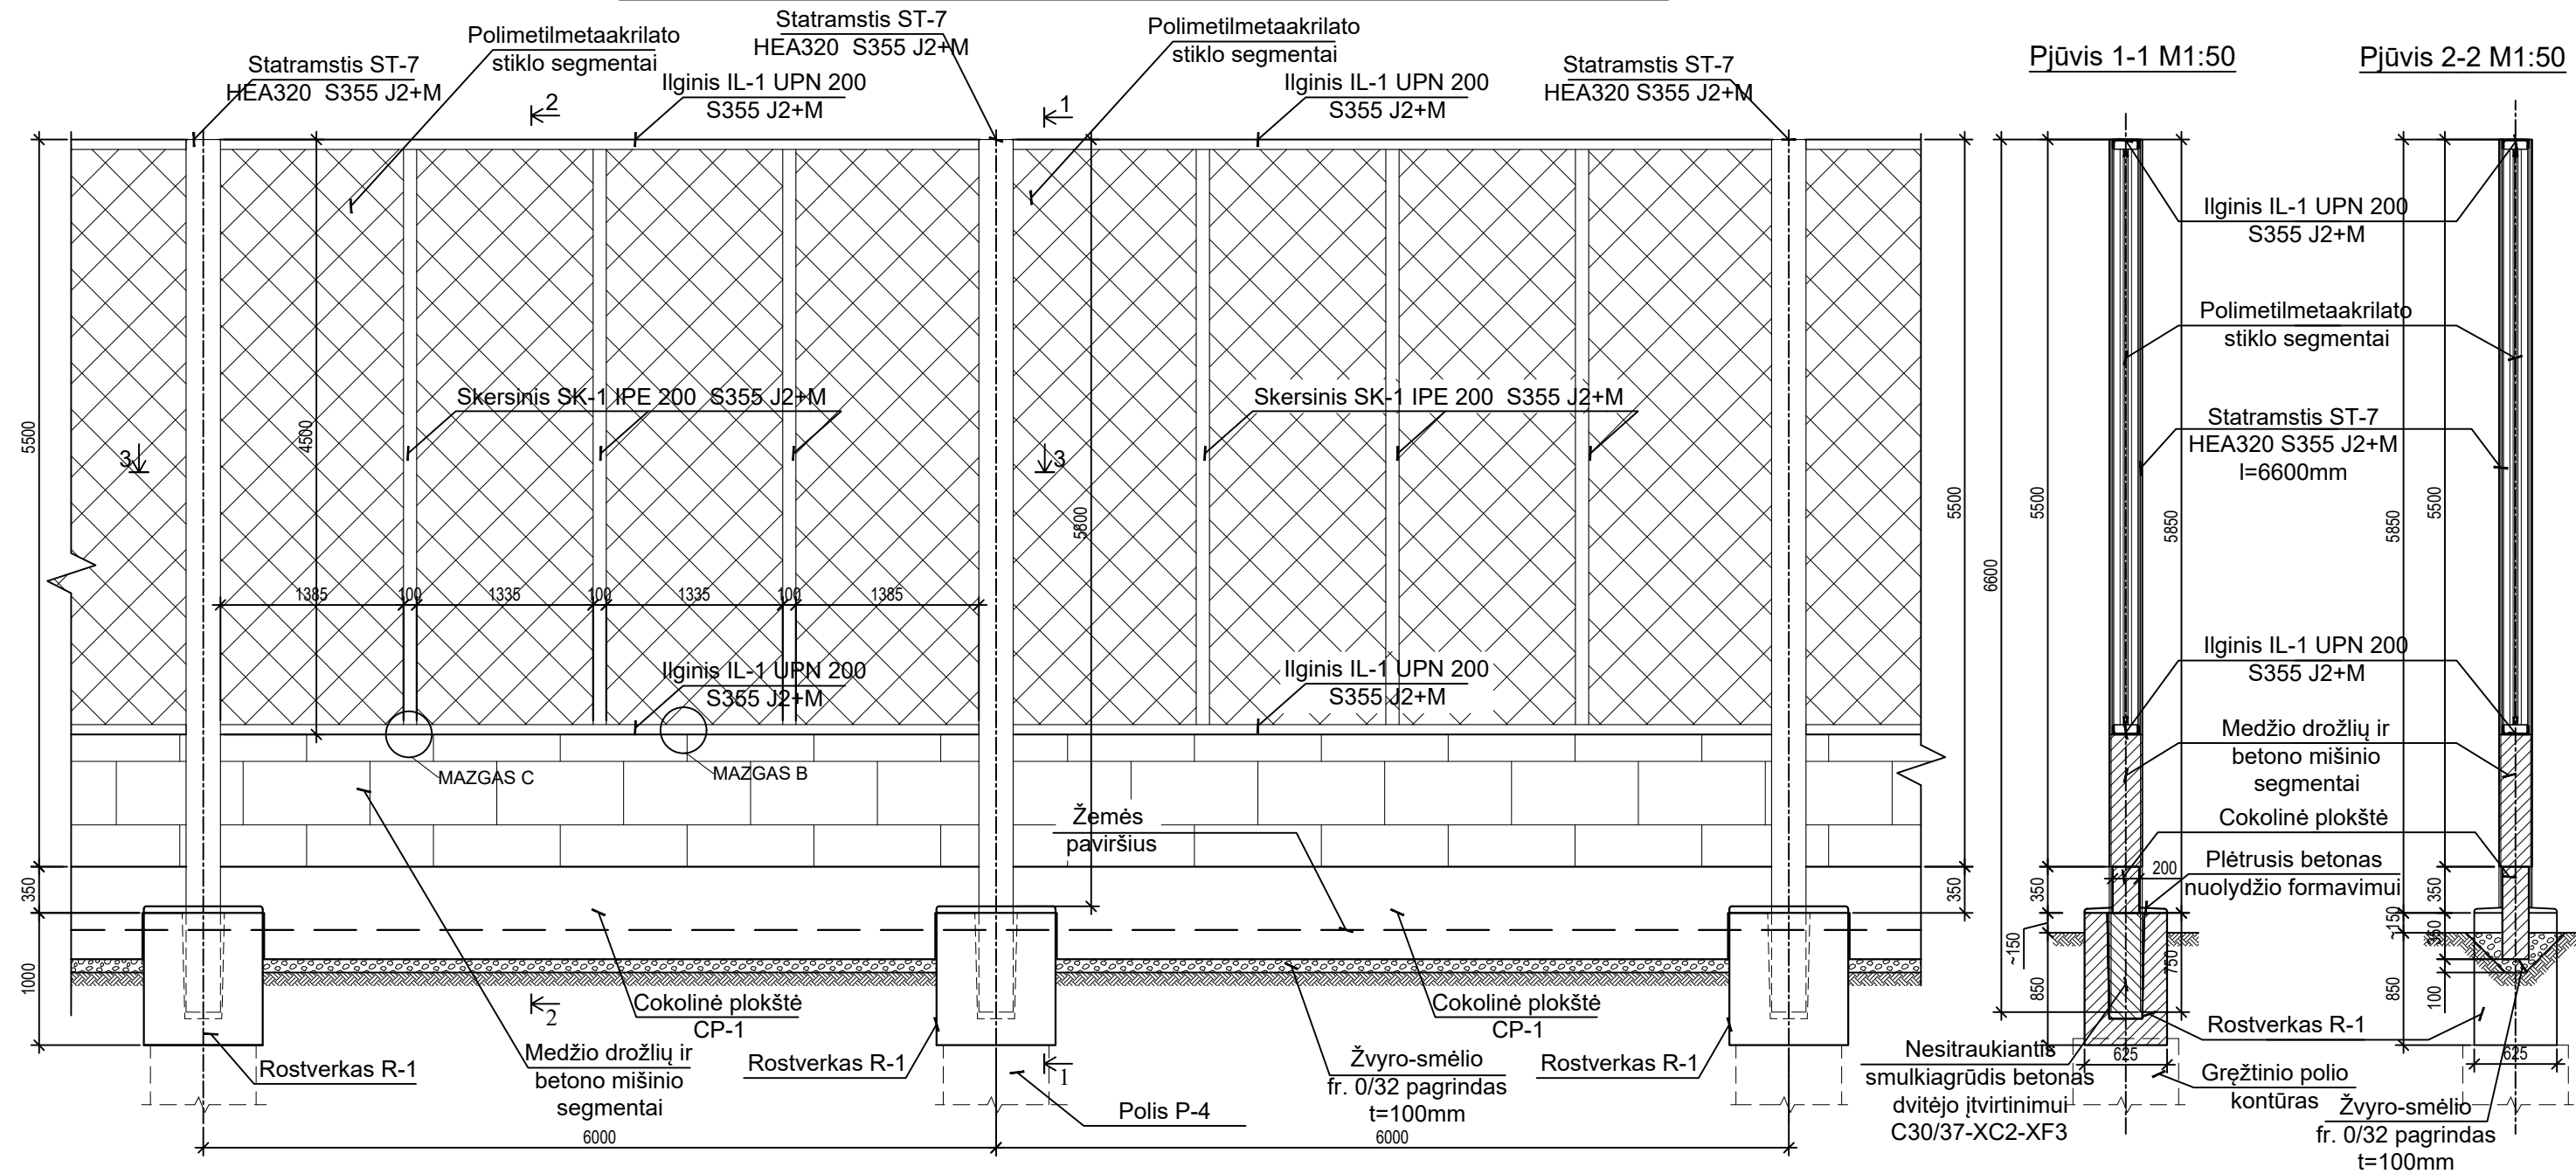 Statramstis ST-7
HEA320 S355 J2+M
Polimetilmetaakrilato
stiklo segmentai
Ilginis IL-1 UPN 200
S355 J2+M
Statramstis ST-7
HEA320 S355 J2+M
Polimetilmetaakrilato
stiklo segmentai
Ilginis IL-1 UPN 200
S355 J2+M
Statramstis ST-7
HEA320 S355 J2+M
Pjūvis 1-1 M1:50
Pjūvis 2-2 M1:50
2
1
Ilginis IL-1 UPN 200
S355 J2+M
Polimetilmetaakrilato
stiklo segmentai
Skersinis SK-1 IPE 200 S355 J2+M
Skersinis SK-1 IPE 200 S355 J2+M
Statramstis ST-7
HEA320 S355 J2+M
l=6600mm
5500
4500
3
3
5800
5500
6600
5500
5850
5850
5500
1385
100
1335
100
1335
100
1385
Ilginis IL-1 UPN 200
S355 J2+M
Ilginis IL-1 UPN 200
S355 J2+M
Ilginis IL-1 UPN 200
S355 J2+M
MAZGAS C
MAZGAS B
Medžio drožlių ir
betono mišinio
segmentai
Žemės
paviršius
Cokolinė plokštė
Plėtrusis betonas
nuolydžio formavimui
200
350
350
350
350
1000
~150
850
750
~150
350
850
100
2
Cokolinė plokštė
CP-1
Cokolinė plokštė
CP-1
Rostverkas R-1
Rostverkas R-1
Medžio drožlių ir
betono mišinio
segmentai
Rostverkas R-1
1
Polis P-4
Žvyro-smėlio
fr. 0/32 pagrindas
t=100mm
Rostverkas R-1
Nesitraukiantis
smulkiagrūdis betonas
dvitėjo įtvirtinimui
C30/37-XC2-XF3
625
625
Gręžtinio polio
kontūras
Žvyro-smėlio
fr. 0/32 pagrindas
t=100mm
6000
6000